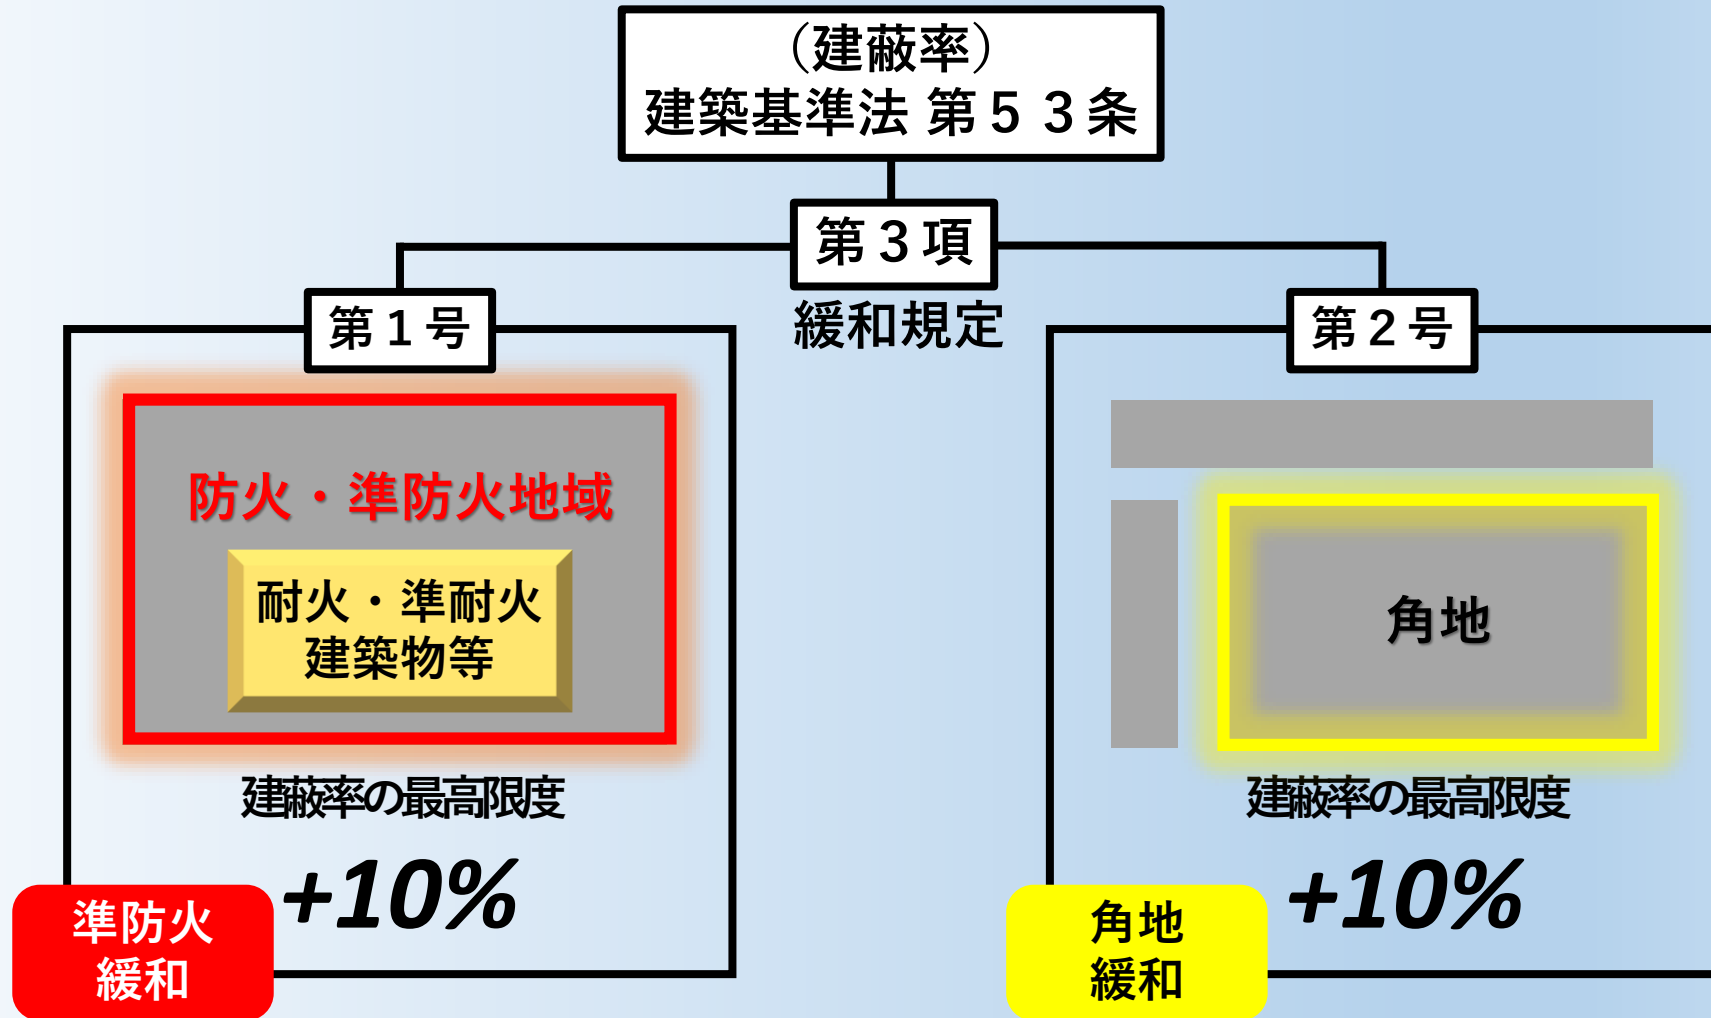 （建蔽率）
建築基準法 第５３条
第３項
緩和規定
第１号
防火・準防火地域
耐火・準耐火
建築物等
建蔽率の最高限度
+10%
準防火
緩和
第２号
角地
建蔽率の最高限度
+10%
角地
緩和